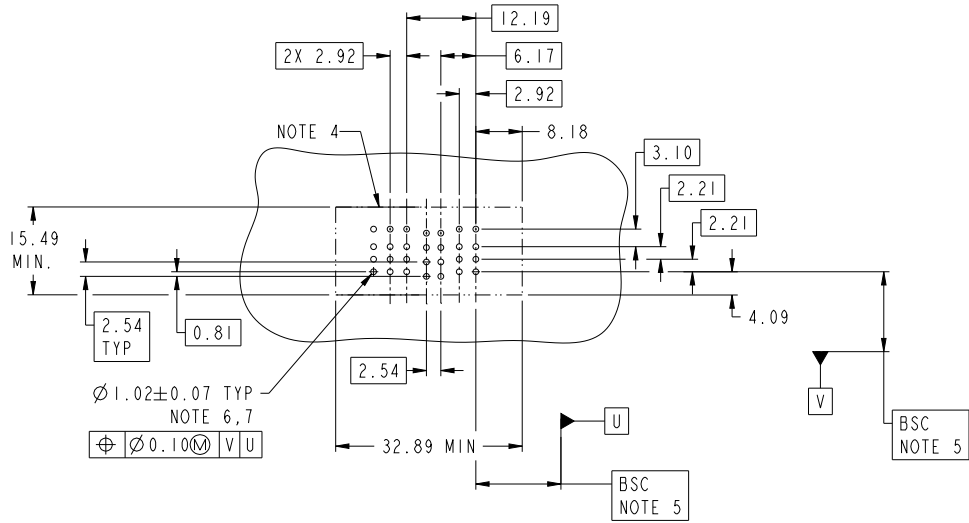 12.19
2X 2.92
6.17
2.92
NOTE 4
8.18
3.10
2.21
2.21
15.49
MIN.
4.09
2.54
TYP
0.81
2.54
Ø1.02±0.07 TYP
NOTE 6,7
⌖ Ø0.10Ⓜ V U
32.89 MIN
U
V
BSC
NOTE 5
BSC
NOTE 5